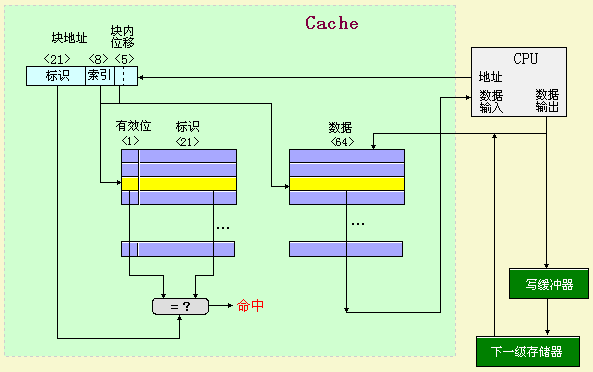 Cache
块地址
块内
位移
<21>
<8>
<5>
标识
索引
CPU
地址
数据
输入
数据
输出
有效位
<1>
标识
<21>
数据
<64>
...
...
= ?
命中
写缓冲器
下一级存储器